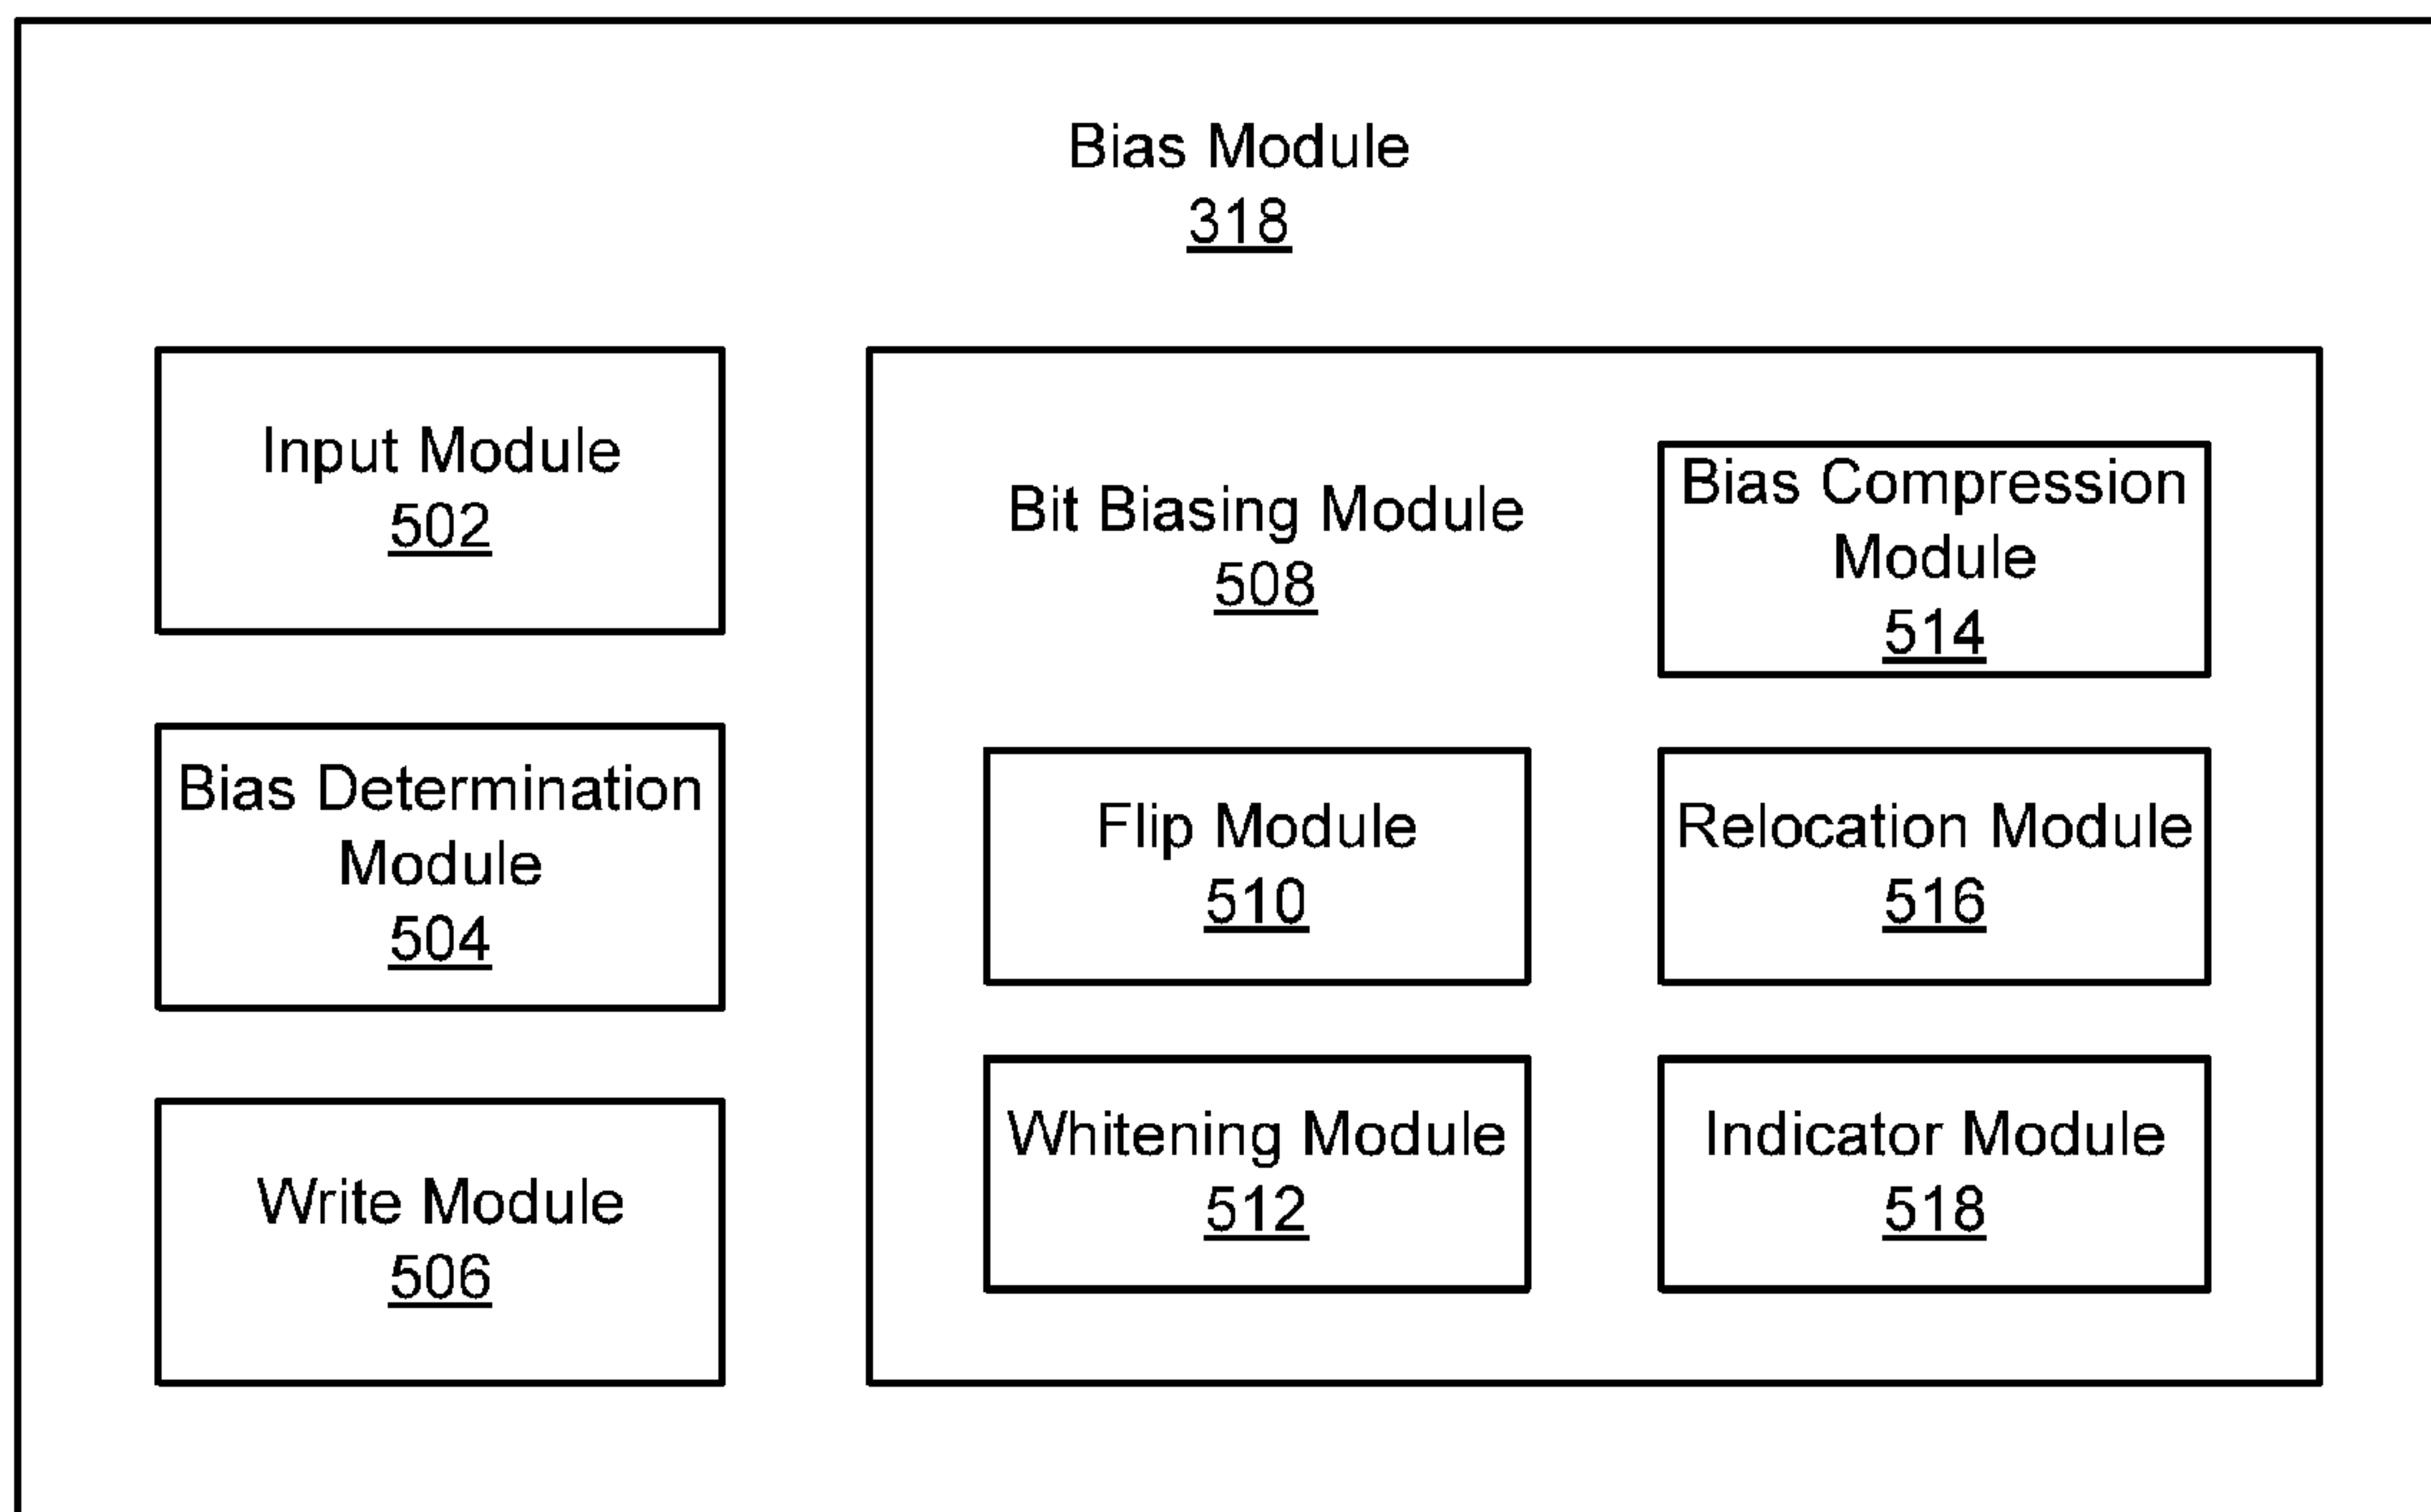 Bias Module
318
Input Module
502
Bias Determination
Module
504
Write Module
506
Bit Biasing Module
508
Bias Compression
Module
514
Flip Module
510
Relocation Module
516
Whitening Module
512
Indicator Module
518